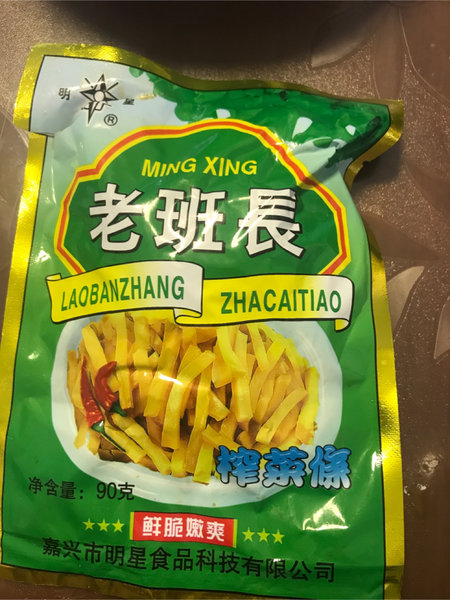 明 星
®
MING XING
老班長
LAOBANZHANG ZHACAITIAO
榨菜條
净含量: 90克
★★★ 鲜脆嫩爽 ★★★
嘉兴市明星食品科技有限公司